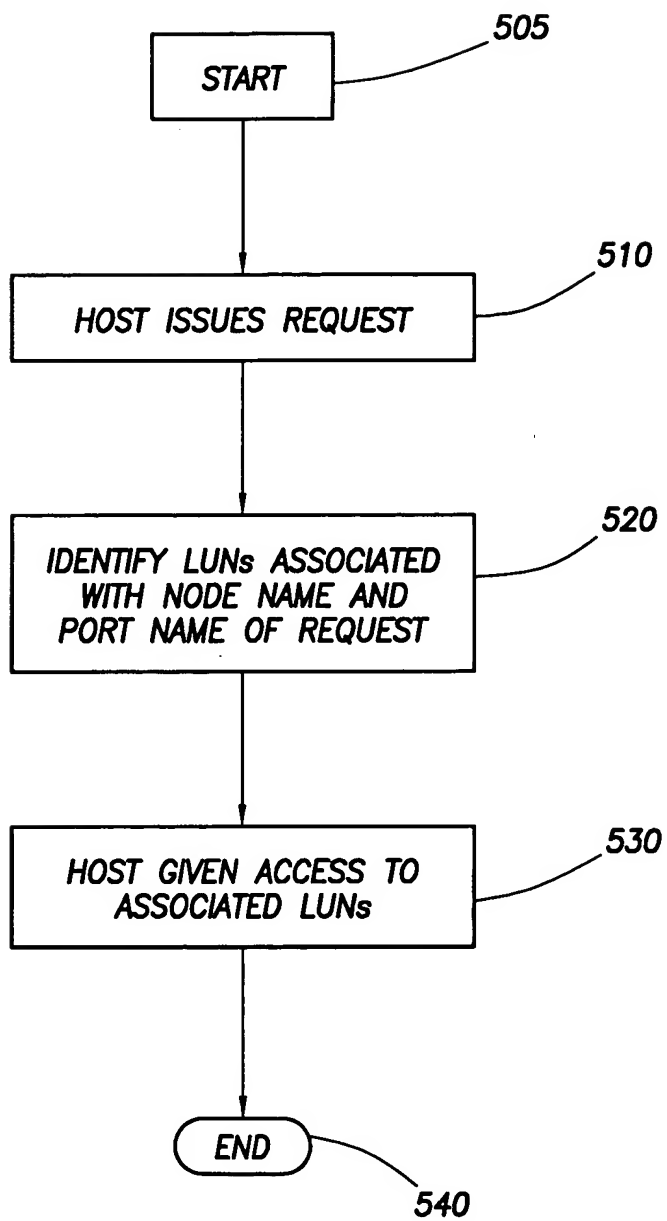 505
START
510
HOST ISSUES REQUEST
520
IDENTIFY LUNs ASSOCIATED
WITH NODE NAME AND
PORT NAME OF REQUEST
530
HOST GIVEN ACCESS TO
ASSOCIATED LUNs
END
540